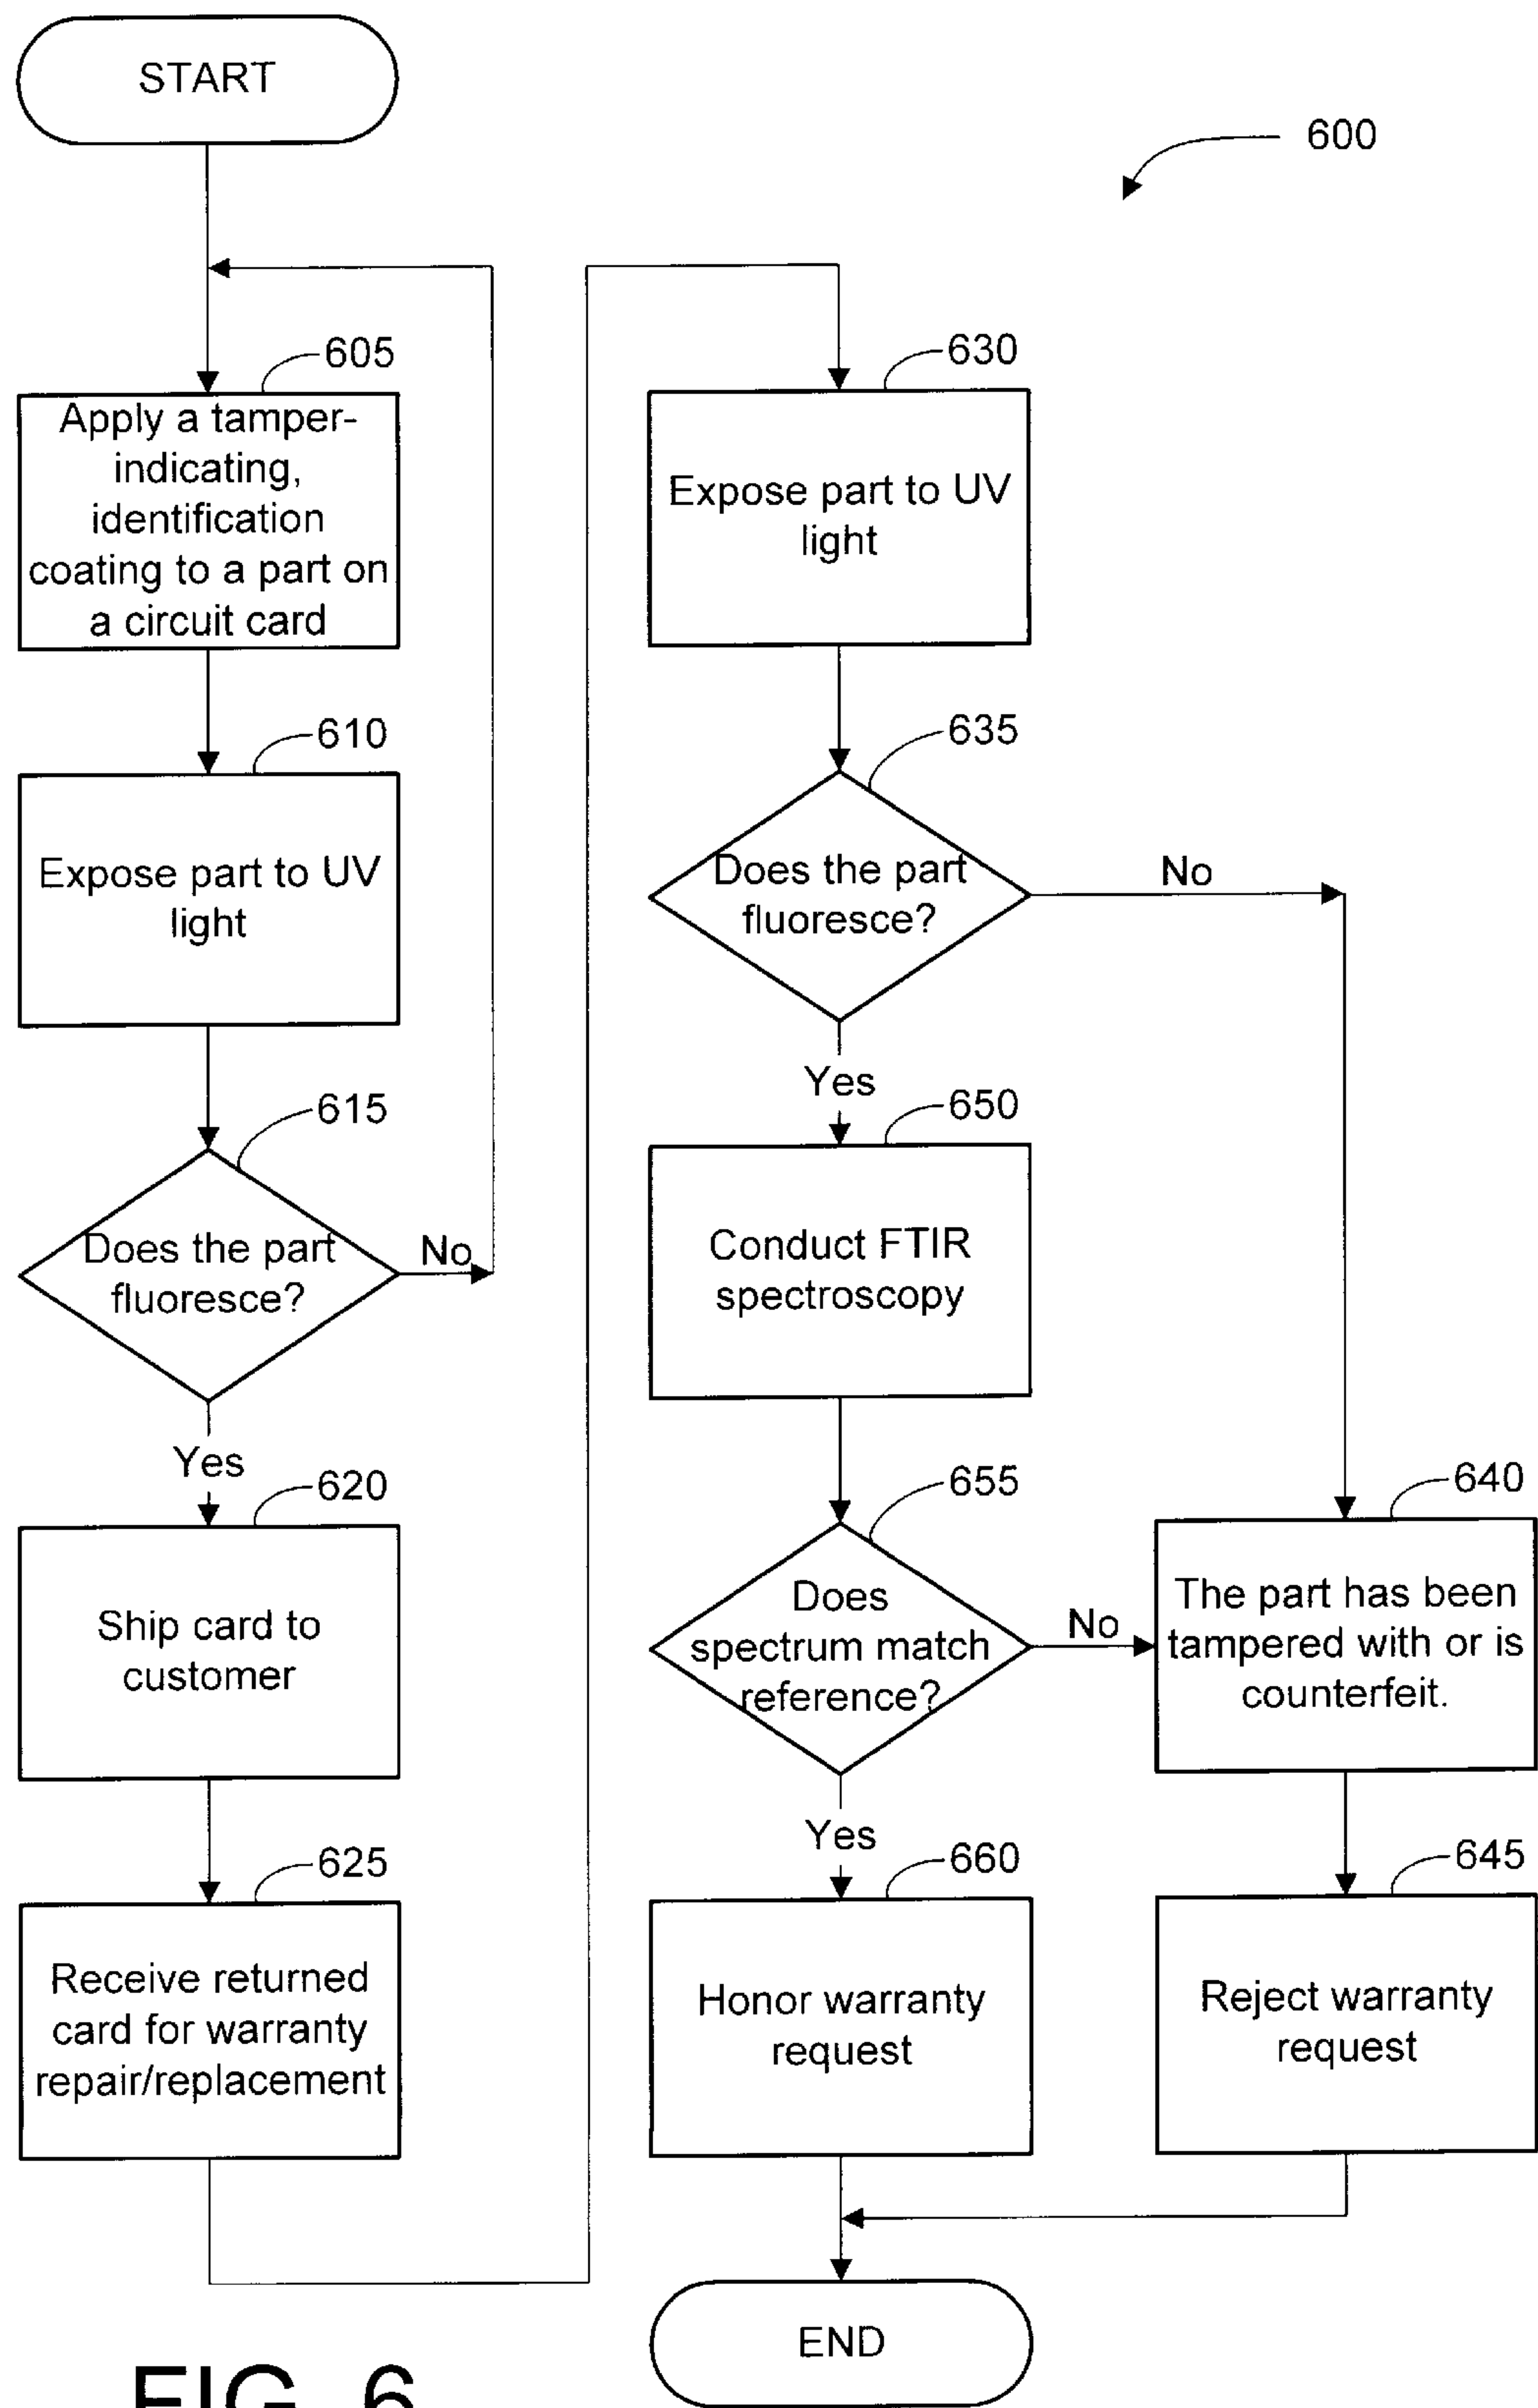 START
600
605
Apply a tamper-
indicating,
identification
coating to a part on
a circuit card
610
Expose part to UV
light
615
Does the part
fluoresce?
No
Yes
620
Ship card to
customer
625
Receive returned
card for warranty
repair/replacement
630
Expose part to UV
light
635
Does the part
fluoresce?
No
Yes
650
Conduct FTIR
spectroscopy
655
Does
spectrum match
reference?
No
Yes
640
The part has been
tampered with or is
counterfeit.
645
Reject warranty
request
660
Honor warranty
request
END
FIG. 6